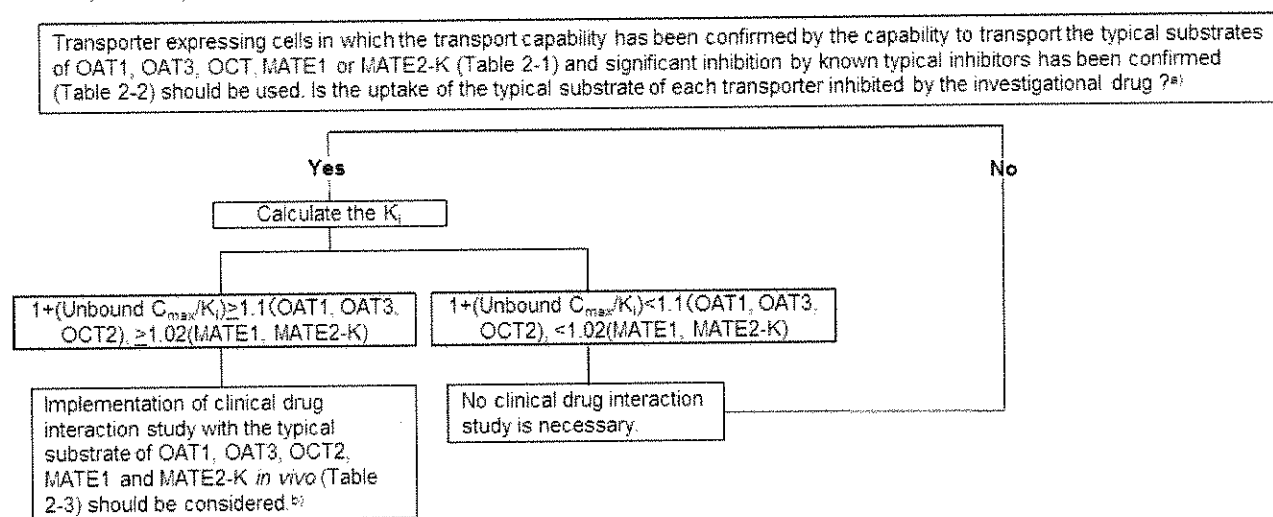 Transporter expressing cells in which the transport capability has been confirmed by the capability to transport the typical substrates
of OAT1, OAT3, OCT, MATE1 or MATE2-K (Table 2-1) and significant inhibition by known typical inhibitors has been confirmed
(Table 2-2) should be used. Is the uptake of the typical substrate of each transporter inhibited by the investigational drug ?a)
Yes
No
Calculate the Ki
1+(Unbound Cmax/Ki)≥1.1(OAT1, OAT3,
OCT2), ≥1.02(MATE1, MATE2-K)
1+(Unbound Cmax/Ki)<1.1(OAT1, OAT3,
OCT2), <1.02(MATE1, MATE2-K)
Implementation of clinical drug
interaction study with the typical
substrate of OAT1, OAT3, OCT2,
MATE1 and MATE2-K in vivo (Table
2-3) should be considered.b)
No clinical drug interaction
study is necessary.